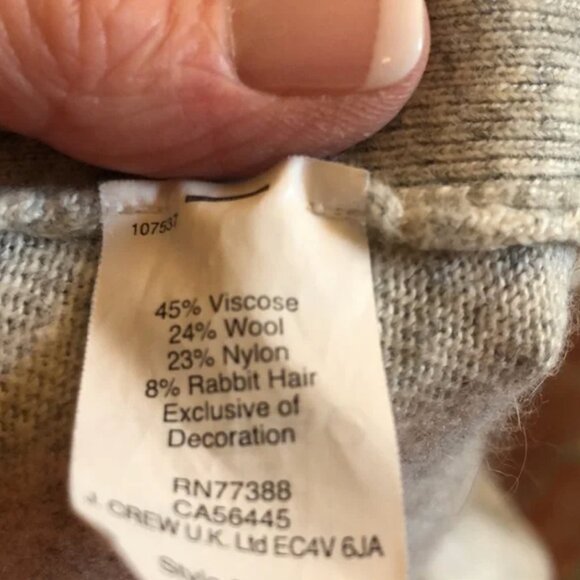 107537
45% Viscose
24% Wool
23% Nylon
8% Rabbit Hair
Exclusive of
Decoration
RN77388
CA56445
J. CREW U.K. Ltd EC4V 6JA
Style